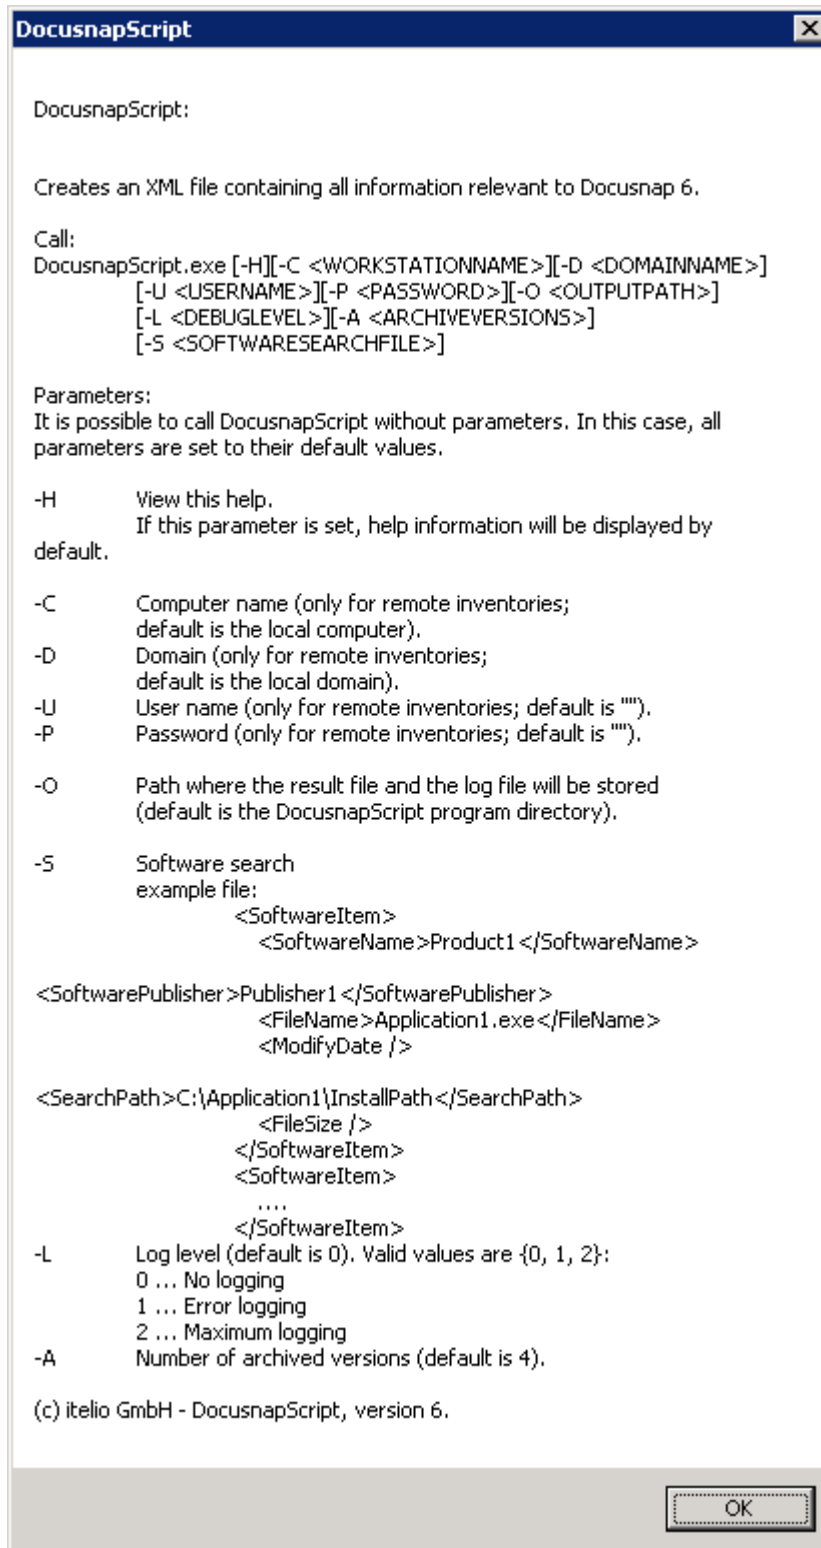 DocusnapScript
DocusnapScript:
Creates an XML file containing all information relevant to Docusnap 6.
Call:
DocusnapScript.exe [-H][-C <WORKSTATIONNAME>][-D <DOMAINNAME>]
[-U <USERNAME>][-P <PASSWORD>][-O <OUTPUTPATH>]
[-L <DEBUGLEVEL>][-A <ARCHIVEVERSIONS>]
[-S <SOFTWARESEARCHFILE>]
Parameters:
It is possible to call DocusnapScript without parameters. In this case, all
parameters are set to their default values.
-H View this help.
If this parameter is set, help information will be displayed by
default.
-C Computer name (only for remote inventories;
default is the local computer).
-D Domain (only for remote inventories;
default is the local domain).
-U User name (only for remote inventories; default is "").
-P Password (only for remote inventories; default is "").
-O Path where the result file and the log file will be stored
(default is the DocusnapScript program directory).
-S Software search
example file:
<SoftwareItem>
<SoftwareName>Product1</SoftwareName>
<SoftwarePublisher>Publisher1</SoftwarePublisher>
<FileName>Application1.exe</FileName>
<ModifyDate />
<SearchPath>C:\Application1\InstallPath</SearchPath>
<FileSize />
</SoftwareItem>
<SoftwareItem>
....
</SoftwareItem>
-L Log level (default is 0). Valid values are {0, 1, 2}:
0 ... No logging
1 ... Error logging
2 ... Maximum logging
-A Number of archived versions (default is 4).
(c) itelio GmbH - DocusnapScript, version 6.
OK